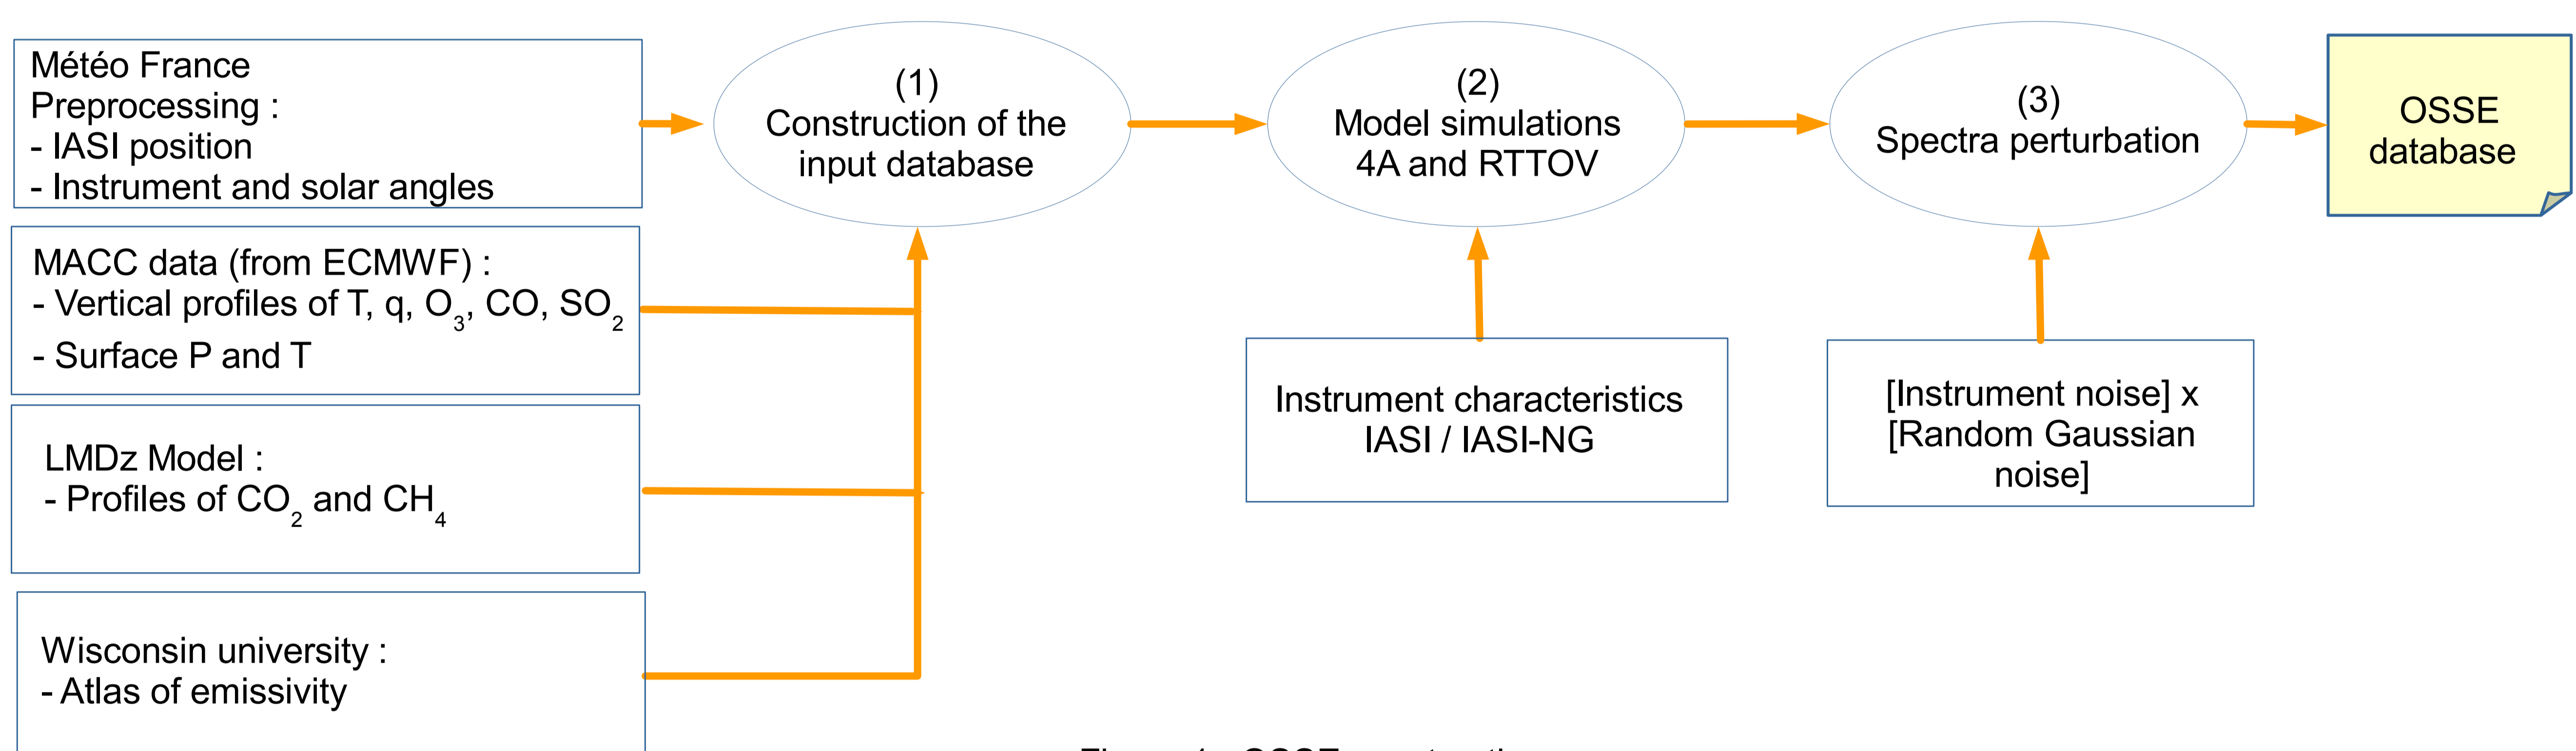 Météo France
Preprocessing :
- IASI position
- Instrument and solar angles
MACC data (from ECMWF) :
- Vertical profiles of T, q, O3, CO, SO2
- Surface P and T
LMDz Model :
- Profiles of CO2 and CH4
Wisconsin university :
- Atlas of emissivity
(1)
Construction of the
input database
(2)
Model simulations
4A and RTTOV
Instrument characteristics
IASI / IASI-NG
(3)
Spectra perturbation
[Instrument noise] x
[Random Gaussian
noise]
OSSE
database